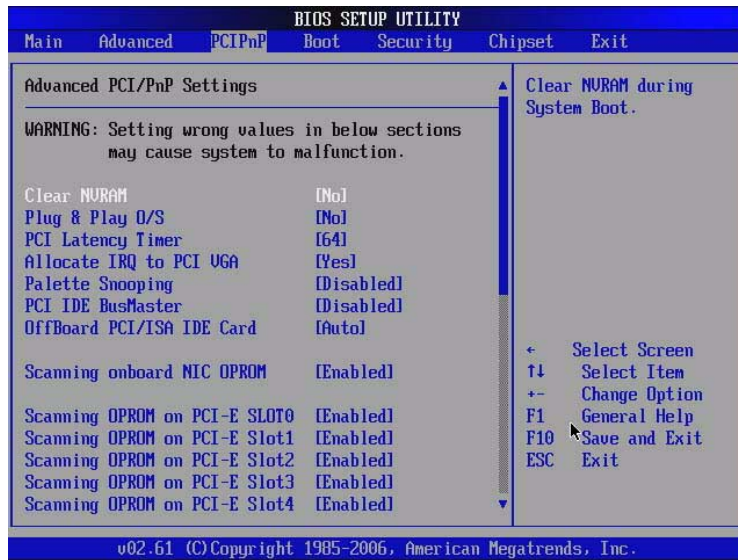 BIOS SETUP UTILITY
Main Advanced PCIPnP Boot Security Chipset Exit
Advanced PCI/PnP Settings
WARNING: Setting wrong values in below sections
may cause system to malfunction.
Clear NVRAM [No]
Plug & Play O/S [No]
PCI Latency Timer [64]
Allocate IRQ to PCI VGA [Yes]
Palette Snooping [Disabled]
PCI IDE BusMaster [Disabled]
OffBoard PCI/ISA IDE Card [Auto]
Scanning onboard NIC OPROM [Enabled]
Scanning OPROM on PCI-E SLOT0 [Enabled]
Scanning OPROM on PCI-E Slot1 [Enabled]
Scanning OPROM on PCI-E Slot2 [Enabled]
Scanning OPROM on PCI-E Slot3 [Enabled]
Scanning OPROM on PCI-E Slot4 [Enabled]
Clear NVRAM during
System Boot.
← Select Screen
↑↓ Select Item
+- Change Option
F1 General Help
F10 Save and Exit
ESC Exit
v02.61 (C)Copyright 1985-2006, American Megatrends, Inc.